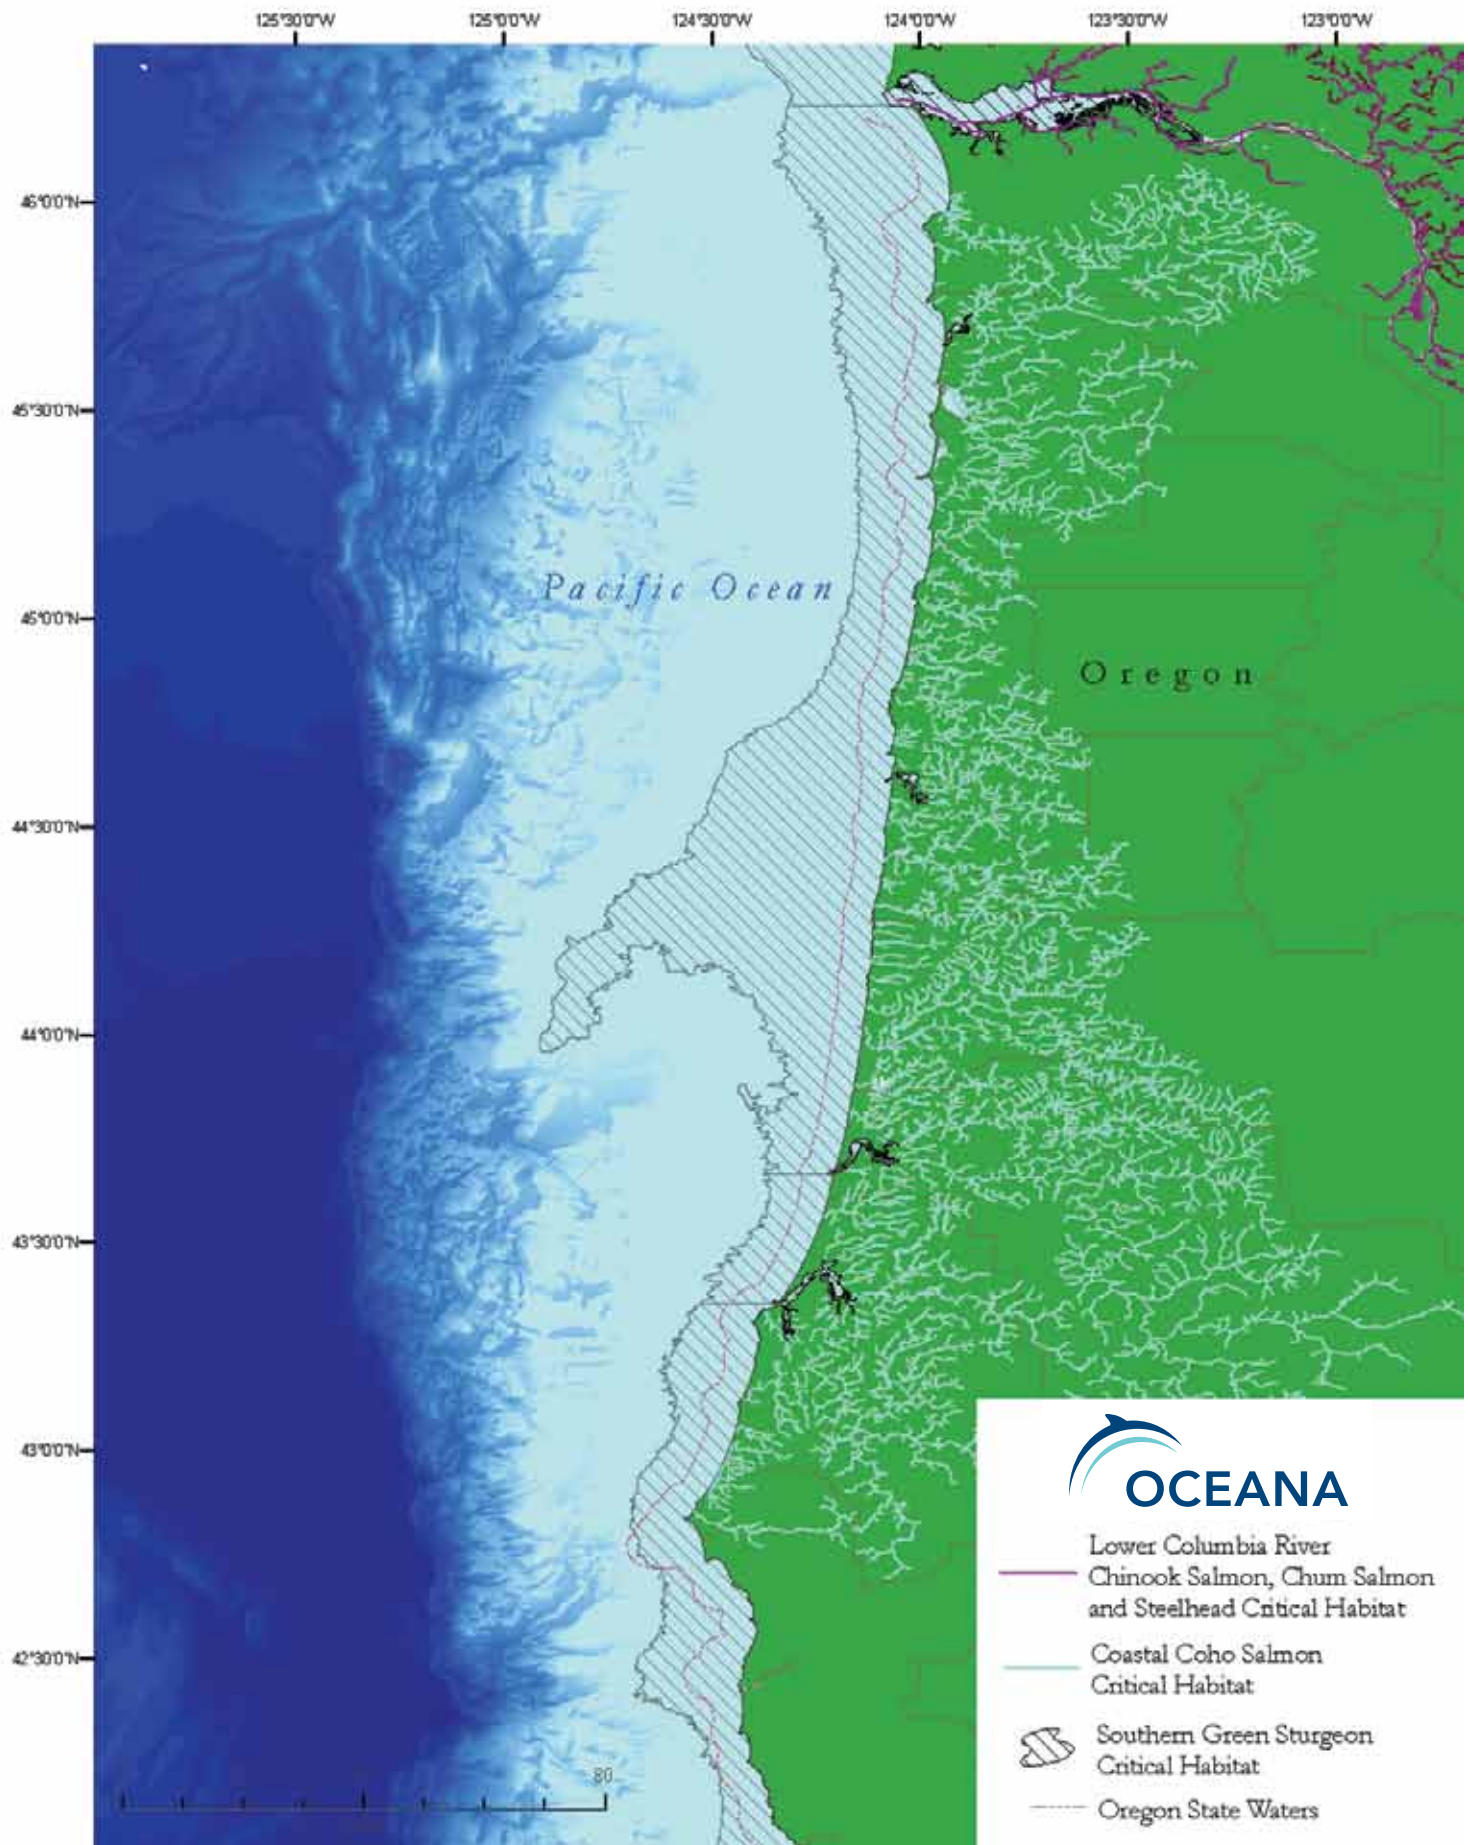 125°30'0"W 125°0'0"W 124°30'0"W 124°0'0"W 123°30'0"W 123°0'0"W
46°0'0"N
45°30'0"N
Pacific Ocean
45°0'0"N
Oregon
44°30'0"N
44°0'0"N
43°30'0"N
43°0'0"N
OCEANA
Lower Columbia River
Chinook Salmon, Chum Salmon
and Steelhead Critical Habitat
42°30'0"N
Coastal Coho Salmon
Critical Habitat
Southern Green Sturgeon
Critical Habitat
80
Oregon State Waters